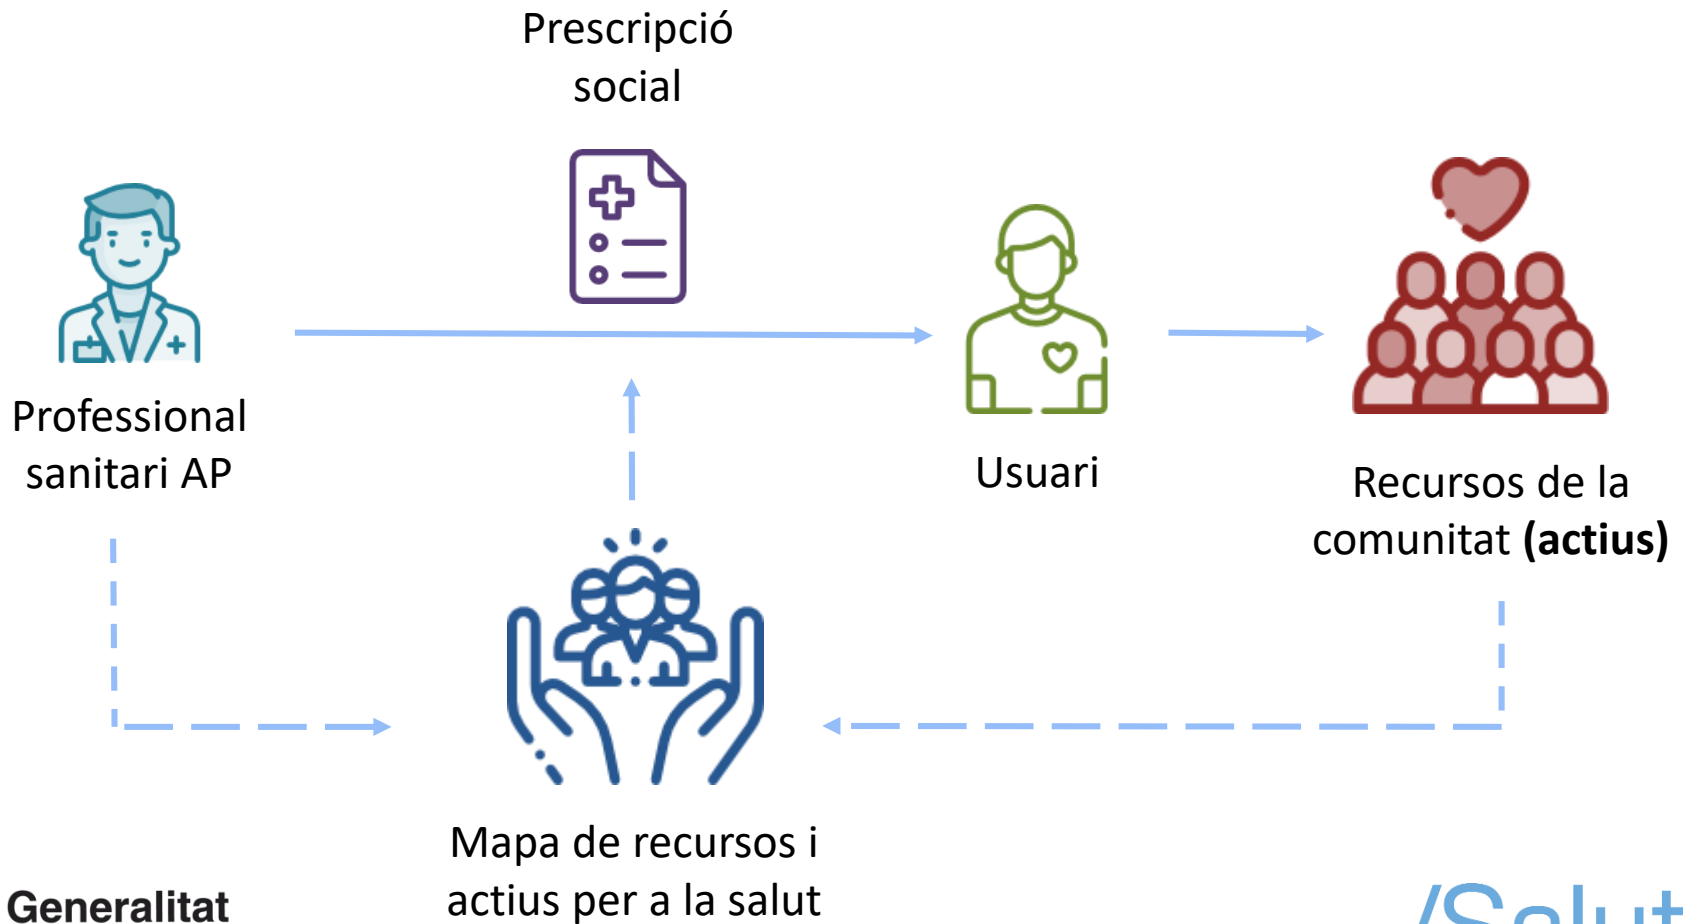 Prescripció
social
Professional
sanitari AP
Usuari
Recursos de la
comunitat (actius)
Mapa de recursos i
actius per a la salut
Generalitat
/Salut